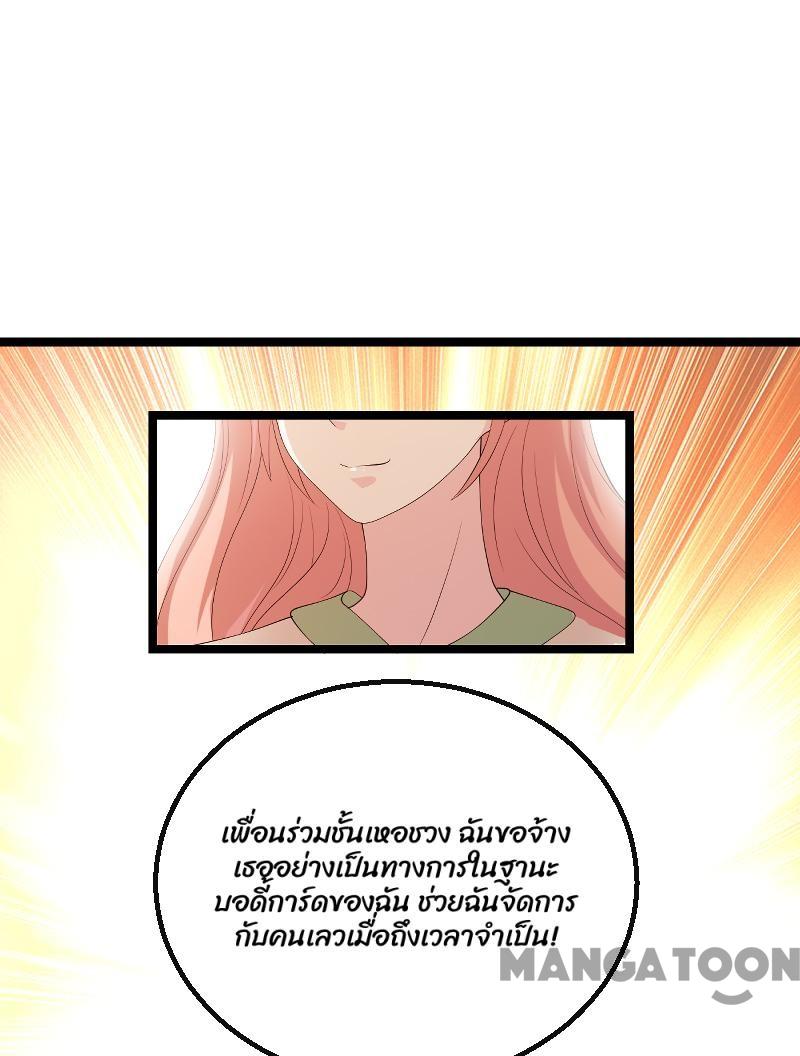 เพื่อนร่วมชั้นเหอชวง ฉันขอจ้าง
เธออย่างเป็นทางการในฐานะ
บอดี้การ์ดของฉัน ช่วยฉันจัดการ
กับคนเลวเมื่อถึงเวลาจำเป็น!
MANGATOON